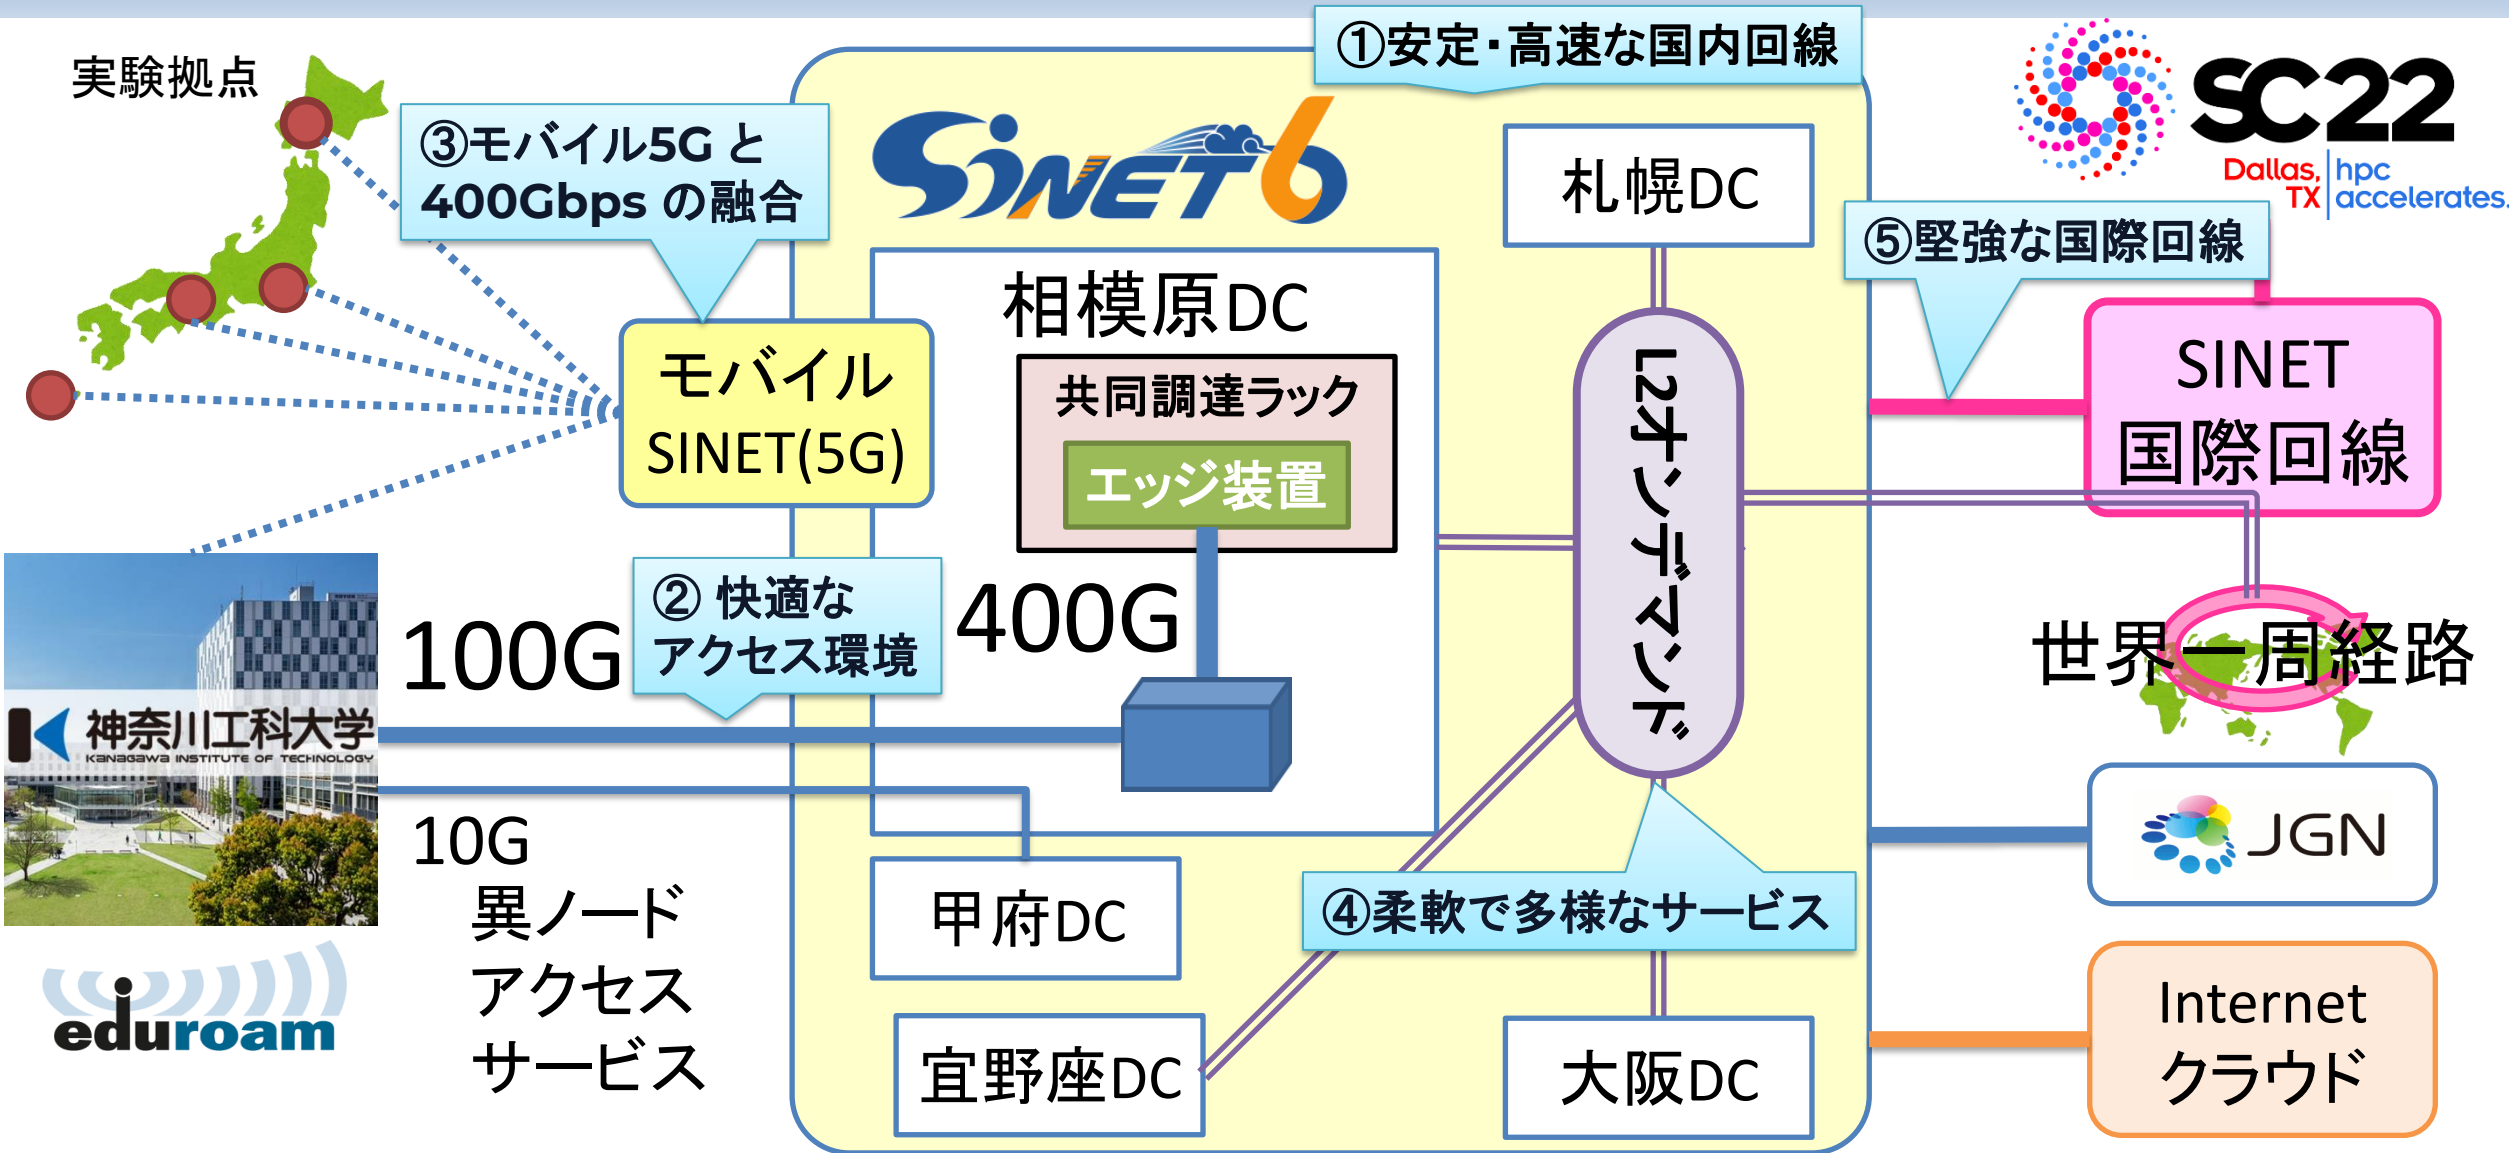 ①安定・高速な国内回線
実験拠点
③モバイル5G と
400Gbps の融合
SINET6
札幌DC
SC22
Dallas,
TX
hpc
accelerates.
⑤堅強な国際回線
相模原DC
共同調達ラック
エッジ装置
モバイル
SINET(5G)
L2オンデマンド
SINET
国際回線
② 快適な
アクセス環境
100G
400G
世界一周経路
神奈川工科大学
KANAGAWA INSTITUTE OF TECHNOLOGY
10G
異ノード
アクセス
サービス
JGN
甲府DC
④柔軟で多様なサービス
eduroam
宜野座DC
大阪DC
Internet
クラウド